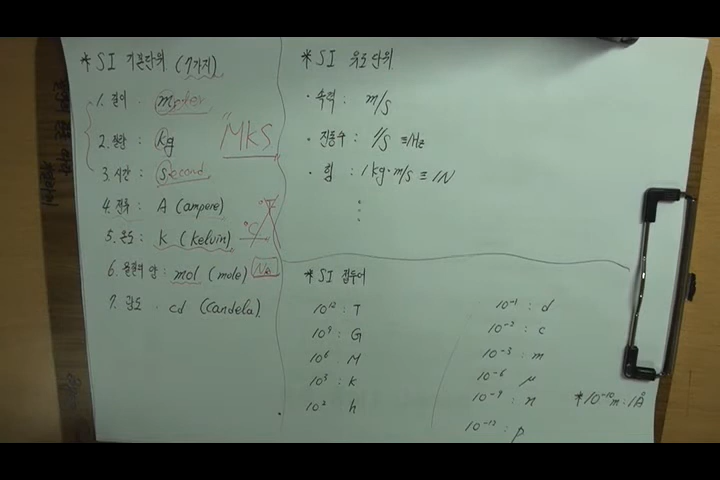 * SI 기본단위 (7가지)
1. 길이 : meter
2. 질량 : kg
MKS
3. 시간 : second
4. 전류 : A (ampere)
5. 온도 : K (kelvin)
℃ ℉
6. 물질의 양 : mol (mole) NA
7. 광도 : cd (Candela)
* SI 유도단위
· 속력 : m/s
· 진동수 : 1/s ≡ 1Hz
· 힘 : 1 kg·m/s ≡ 1N
* SI 접두어
10¹² : T
10⁹ : G
10⁶ : M
10³ : k
10² : h
10⁻¹ : d
10⁻² : c
10⁻³ : m
10⁻⁶ : μ
10⁻⁹ : n
10⁻¹² : p
* 10⁻¹⁰m : 1Å